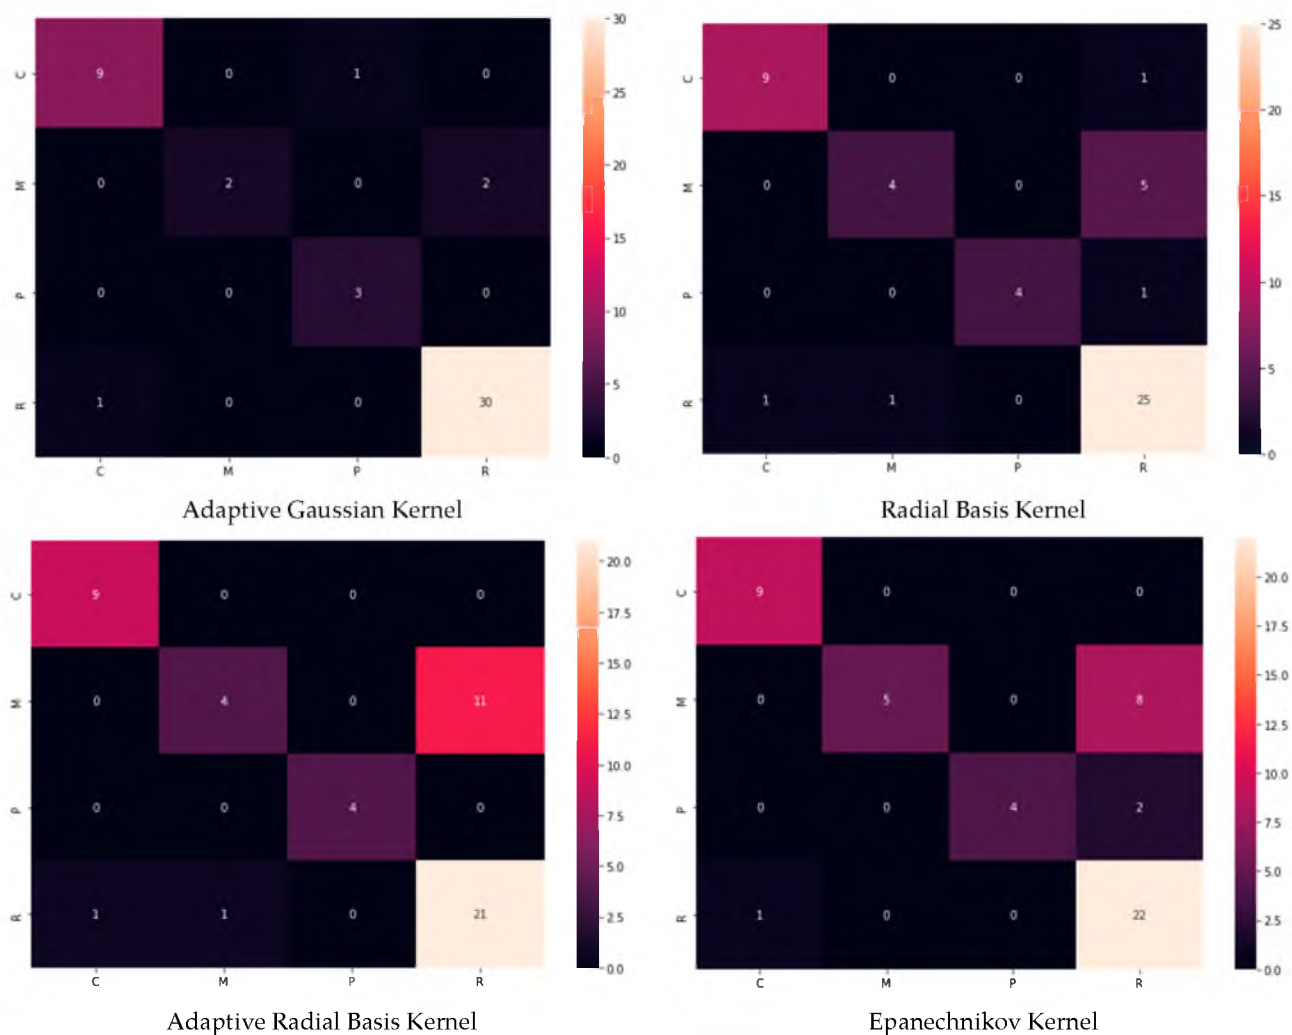 C 9 0 1 0 30
25
M 0 2 0 2 20
15
P 0 0 3 0 10
5
R 1 0 0 30
0
C M P R
Adaptive Gaussian Kernel
C 9 0 0 1 25
20
M 0 4 0 5 15
10
P 0 0 4 1
5
R 1 1 0 25
0
C M P R
Radial Basis Kernel
20.0
C 9 0 0 0
17.5
15.0
M 0 4 0 11
12.5
10.0
P 0 0 4 0
7.5
5.0
R 1 1 0 21
2.5
0.0
C M P R
Adaptive Radial Basis Kernel
20.0
C 9 0 0 0
17.5
15.0
M 0 5 0 8
12.5
10.0
P 0 0 4 2
7.5
5.0
R 1 0 0 22
2.5
0.0
C M P R
Epanechnikov Kernel